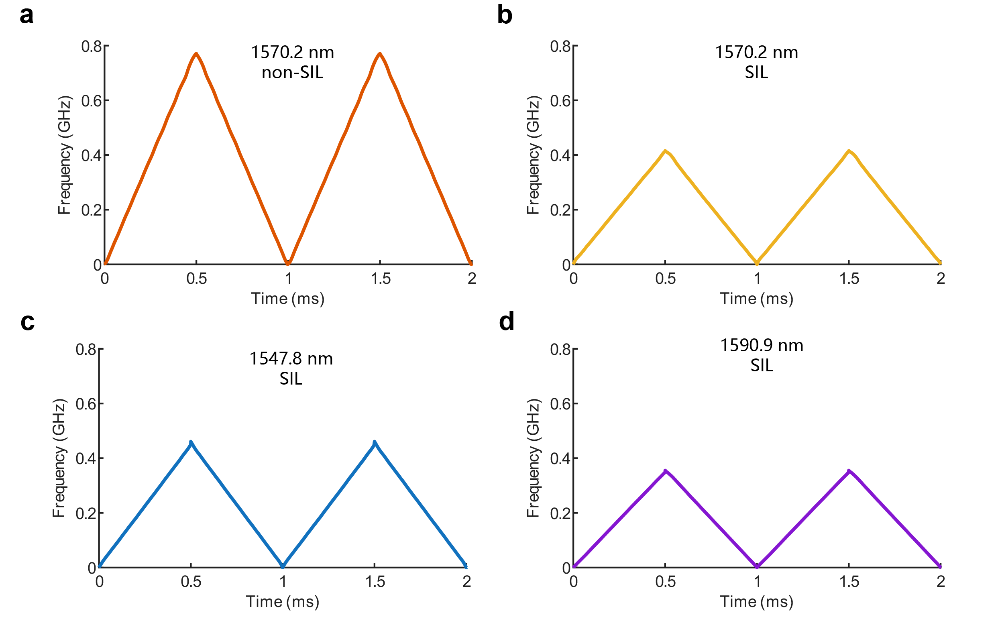 a
1570.2 nm
non-SIL
0.8
0.6
0.4
0.2
0
Frequency (GHz)
0
0.5
1
1.5
2
Time (ms)
b
1570.2 nm
SIL
0.8
0.6
0.4
0.2
0
Frequency (GHz)
0
0.5
1
1.5
2
Time (ms)
c
1547.8 nm
SIL
0.8
0.6
0.4
0.2
0
Frequency (GHz)
0
0.5
1
1.5
2
Time (ms)
d
1590.9 nm
SIL
0.8
0.6
0.4
0.2
0
Frequency (GHz)
0
0.5
1
1.5
2
Time (ms)